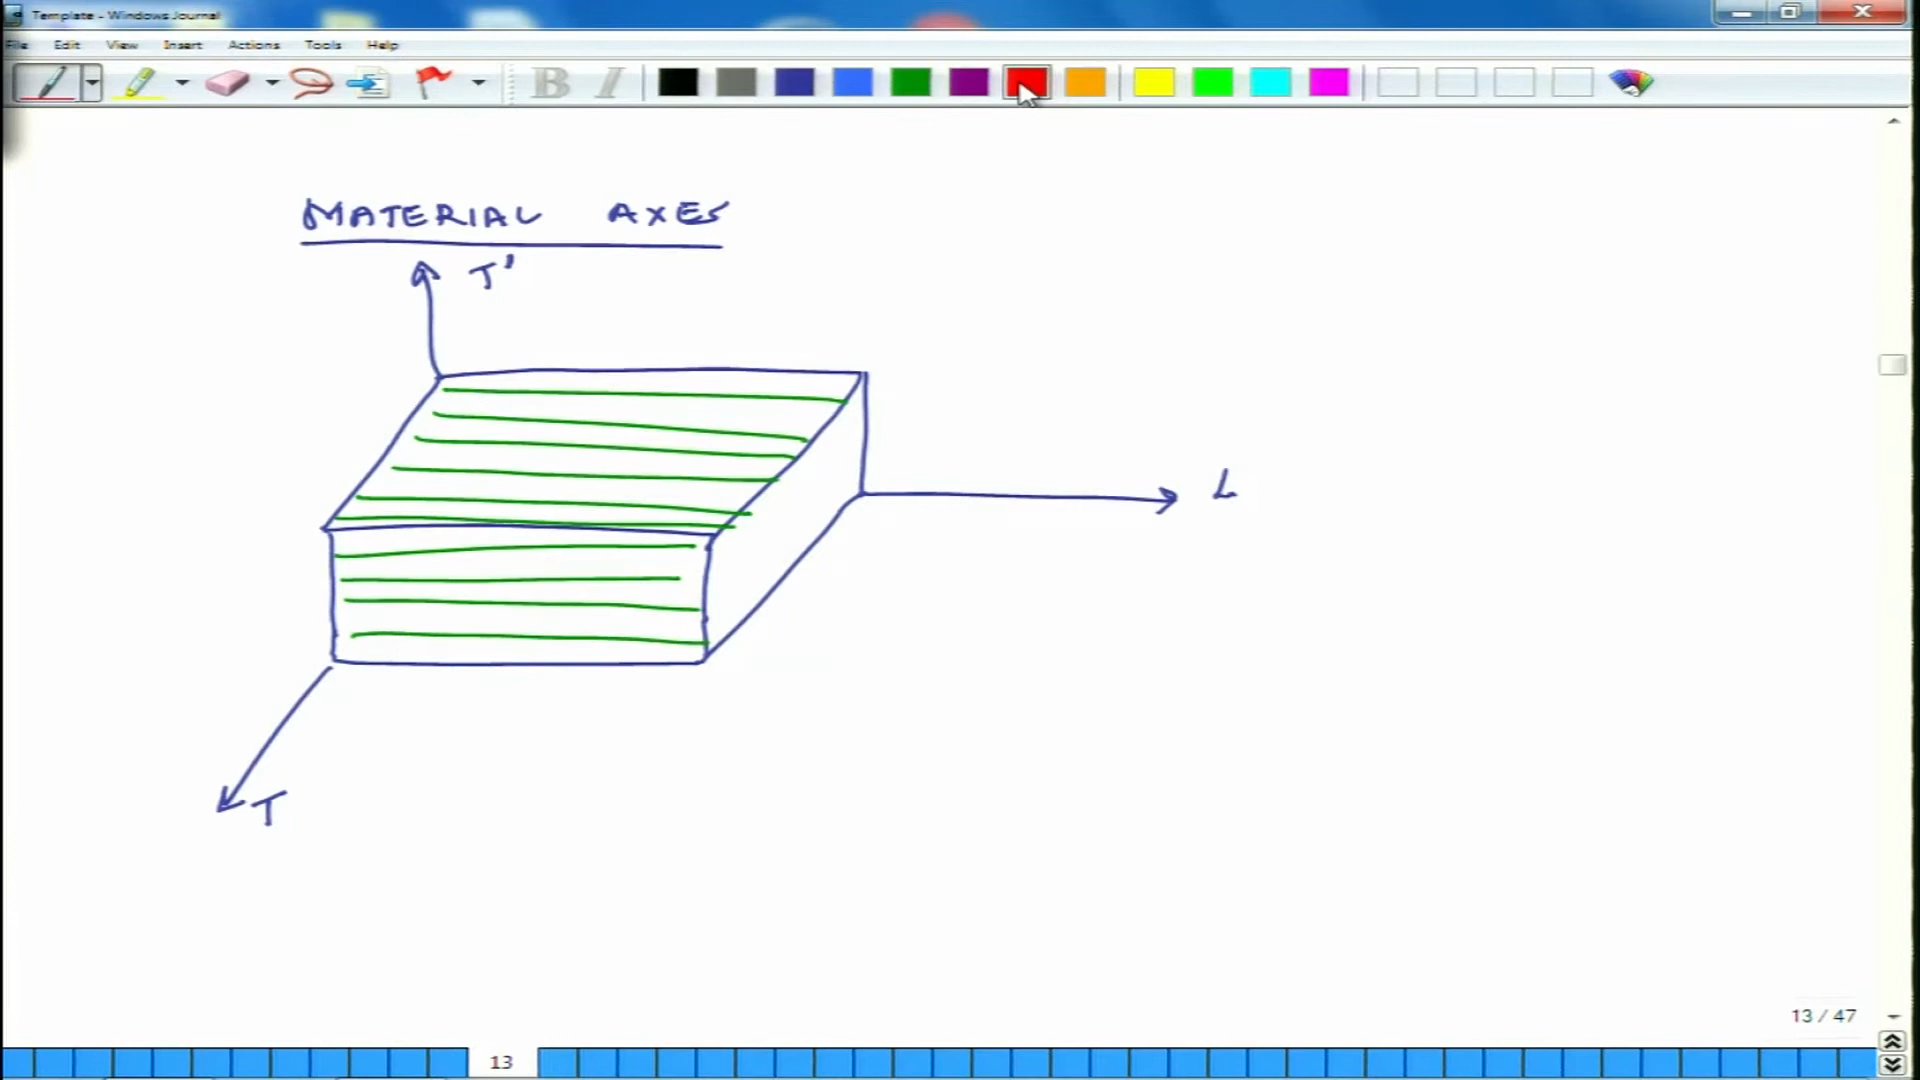 Template - Windows Journal
File Edit View Insert Actions Tools Help
B I
MATERIAL AXES
T'
L
T
13 / 47
13